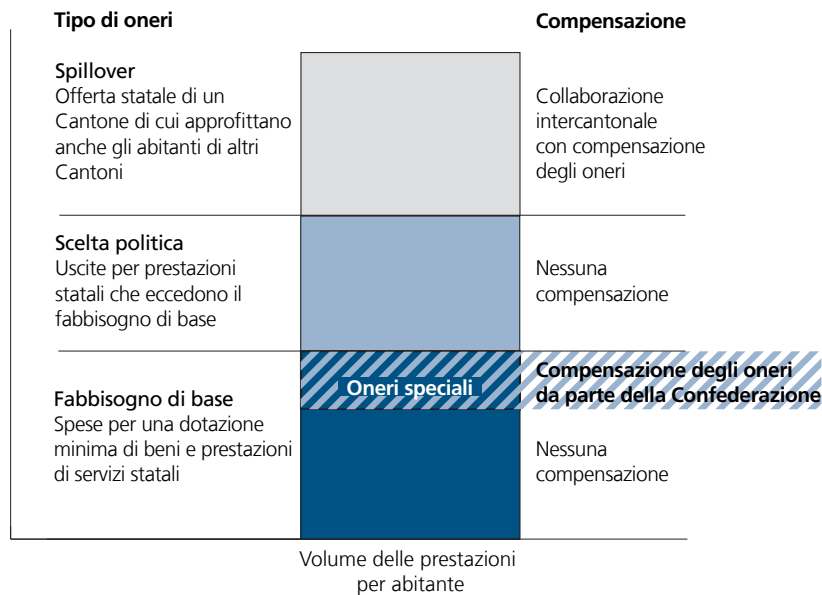 Tipo di oneri
Compensazione
Spillover
Offerta statale di un
Cantone di cui approfittano
anche gli abitanti di altri
Cantoni
Collaborazione
intercantonale
con compensazione
degli oneri
Scelta politica
Uscite per prestazioni
statali che eccedono il
fabbisogno di base
Nessuna
compensazione
Oneri speciali
Compensazione degli oneri
da parte della Confederazione
Fabbisogno di base
Spese per una dotazione
minima di beni e prestazioni
di servizi statali
Nessuna
compensazione
Volume delle prestazioni
per abitante